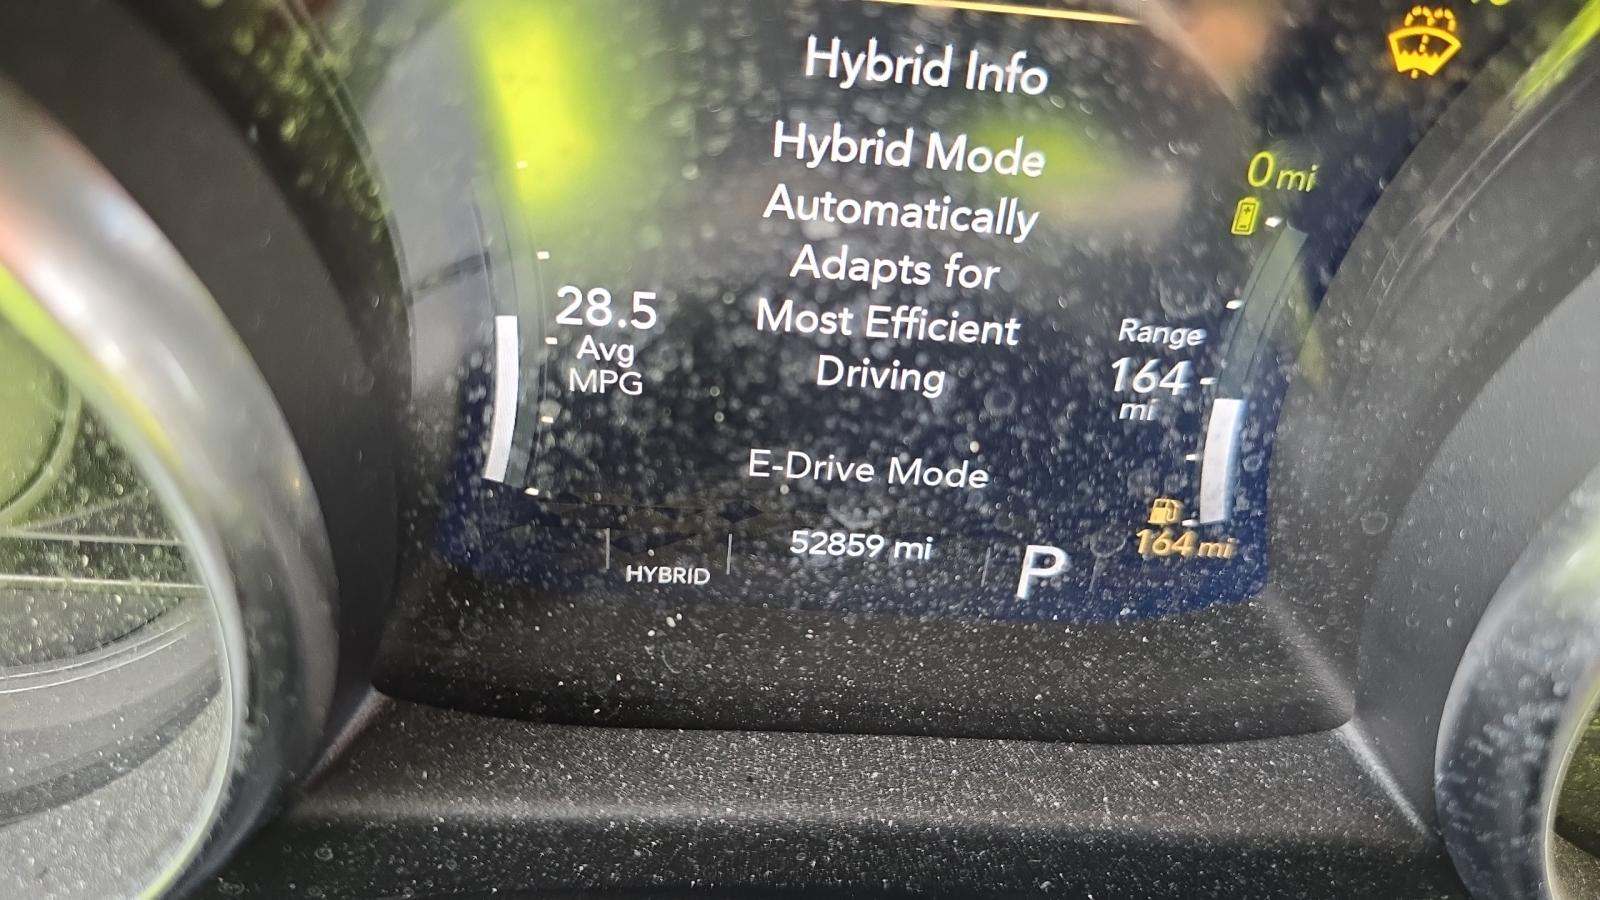 Hybrid Info
Hybrid Mode
Automatically
Adapts for
Most Efficient
Driving
E-Drive Mode
28.5
Avg
MPG
0 mi
Range
164
mi
164 mi
HYBRID
52859 mi
P